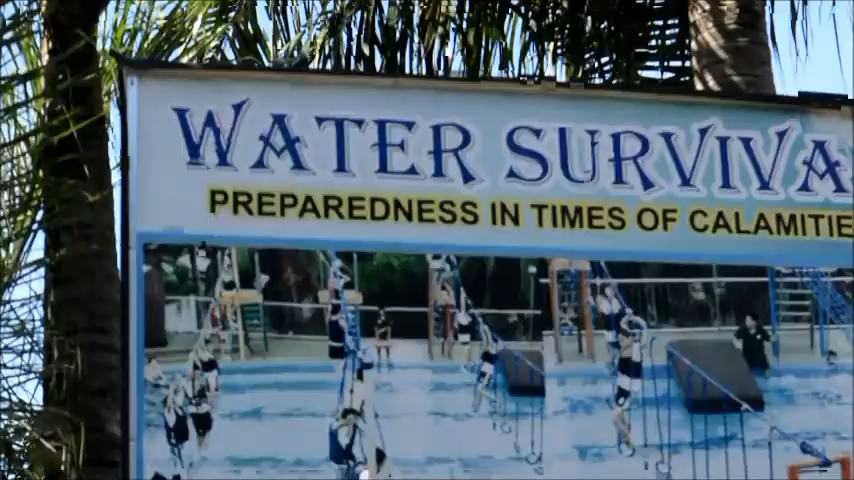 WATER SURVIVA
PREPAREDNESS IN TIMES OF CALAMITIE